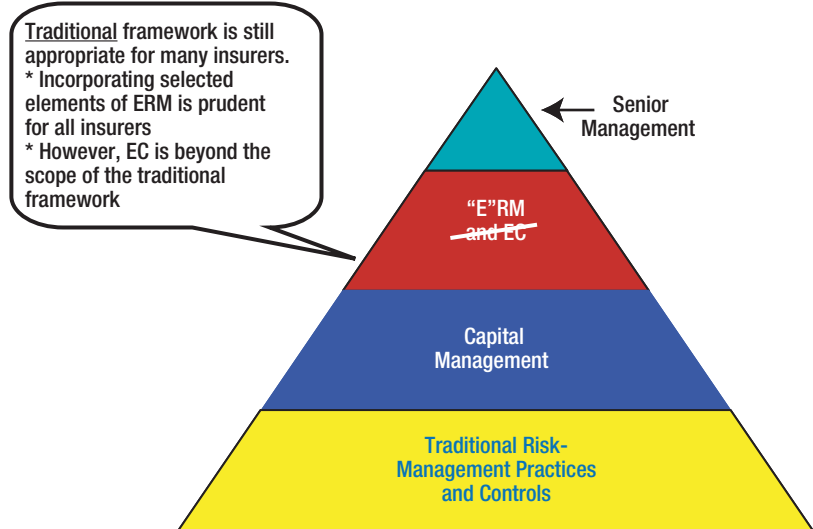 Traditional framework is still
appropriate for many insurers.
* Incorporating selected
elements of ERM is prudent
for all insurers
* However, EC is beyond the
scope of the traditional
framework
Senior
Management
“E”RM
and EC
Capital
Management
Traditional Risk-
Management Practices
and Controls